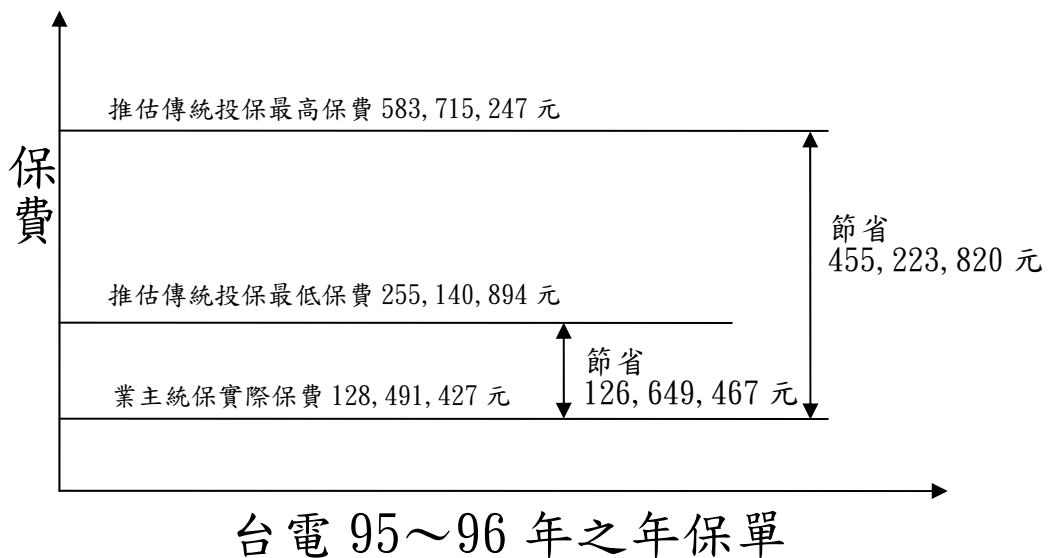 推估傳統投保最高保費 583,715,247 元
保費
節省
455,223,820 元
推估傳統投保最低保費 255,140,894 元
節省
126,649,467 元
業主統保實際保費 128,491,427 元
台電 95～96 年之年保單